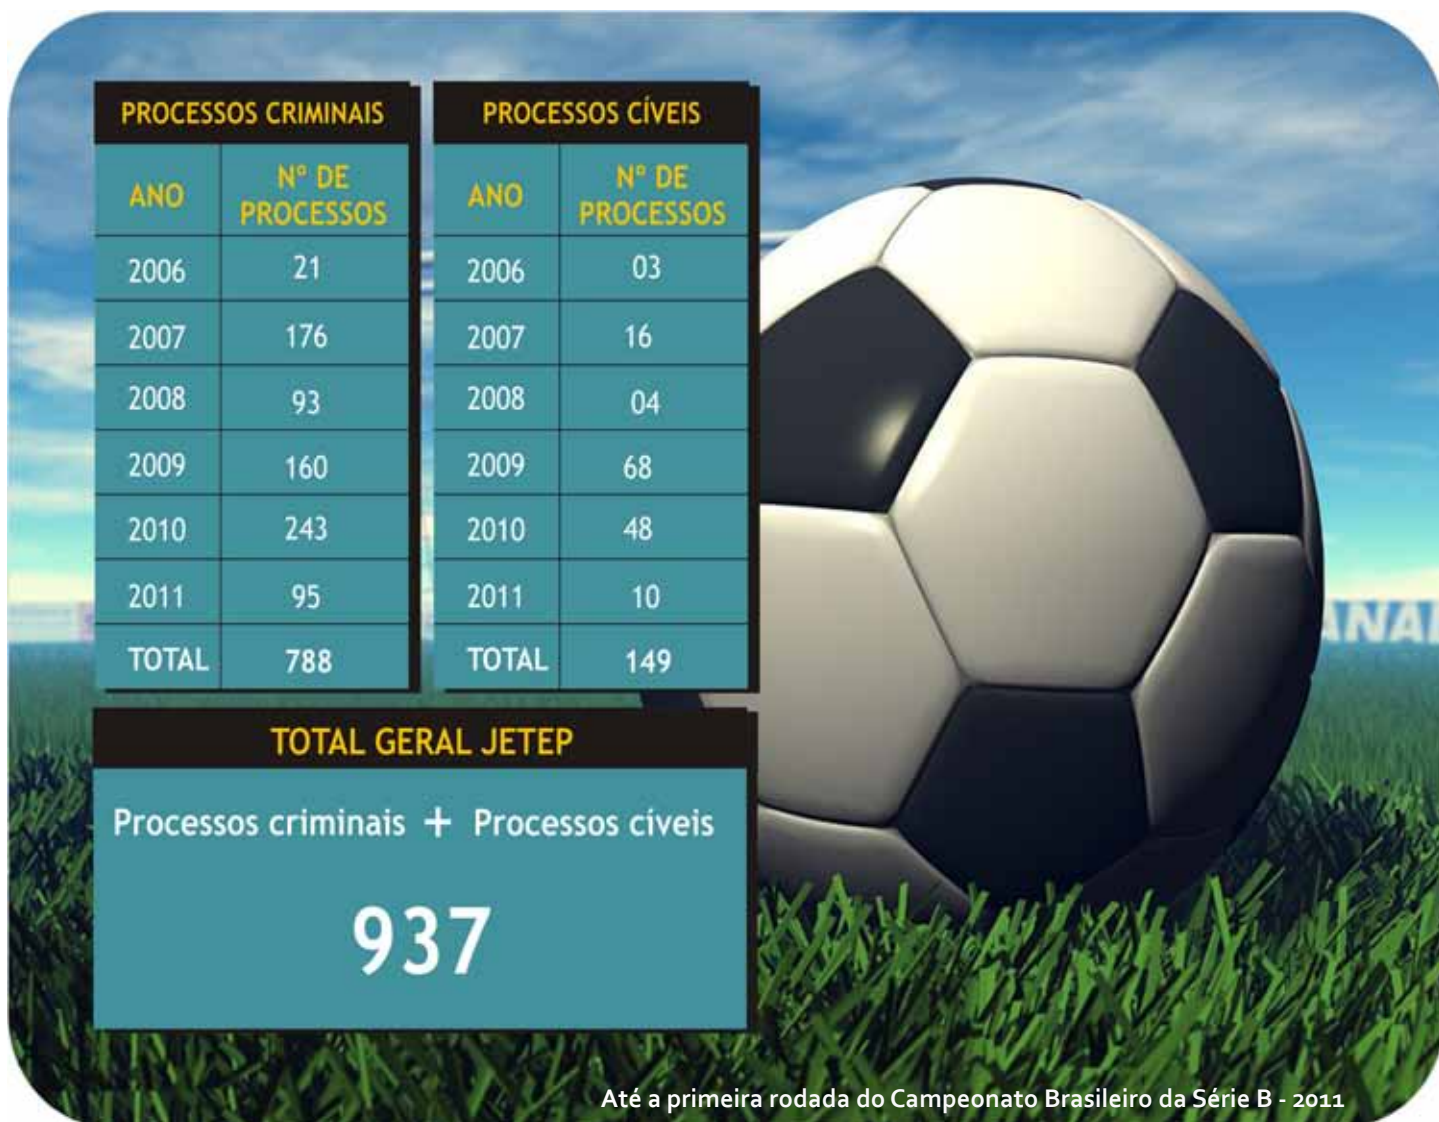 PROCESSOS CRIMINAIS
ANO Nº DE PROCESSOS
2006 21
2007 176
2008 93
2009 160
2010 243
2011 95
TOTAL 788
PROCESSOS CÍVEIS
ANO Nº DE PROCESSOS
2006 03
2007 16
2008 04
2009 68
2010 48
2011 10
TOTAL 149
TOTAL GERAL JETEP
Processos criminais + Processos cíveis
937
Até a primeira rodada do Campeonato Brasileiro da Série B - 2011